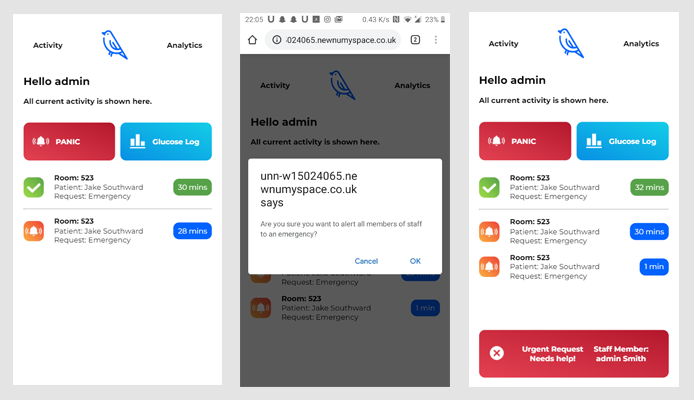 Activity
Analytics
Hello admin
All current activity is shown here.
PANIC
Glucose Log
Room: 523
Patient: Jake Southward
Request: Emergency
30 mins
Room: 523
Patient: Jake Southward
Request: Emergency
28 mins
22:05
0.43 K/s
23%
024065.newnumyspace.co.uk
2
Activity
Analytics
Hello admin
All current activity is shown here.
unn-w15024065.ne
wnumyspace.co.uk
says
Are you sure you want to alert all members of staff
to an emergency?
Cancel
OK
Room: 523
Patient: Jake Southward
Request: Emergency
1 min
Activity
Analytics
Hello admin
All current activity is shown here.
PANIC
Glucose Log
Room: 523
Patient: Jake Southward
Request: Emergency
32 mins
Room: 523
Patient: Jake Southward
Request: Emergency
30 mins
Room: 523
Patient: Jake Southward
Request: Emergency
1 min
Urgent Request
Needs help!
Staff Member:
admin Smith